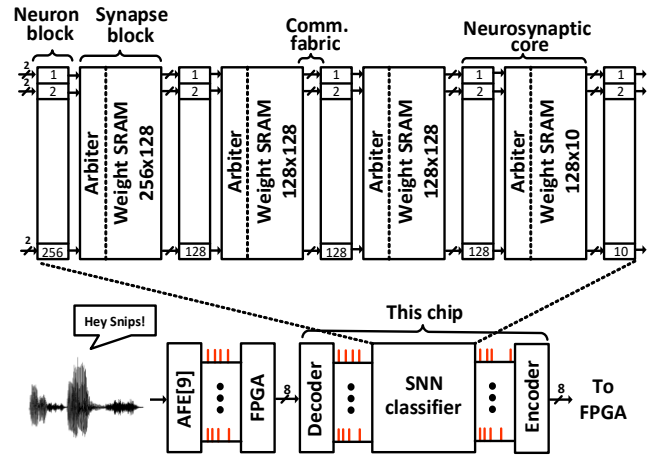 Neuron block
Synapse block
Comm. fabric
Neurosynaptic core
2
2
2
1
2
256
Arbiter
Weight SRAM
256x128
1
2
128
Arbiter
Weight SRAM
128x128
1
2
128
Arbiter
Weight SRAM
128x128
1
2
128
Arbiter
Weight SRAM
128x10
1
2
10
Hey Snips!
This chip
AFE[9]
FPGA
8
Decoder
SNN
classifier
Encoder
8
To
FPGA